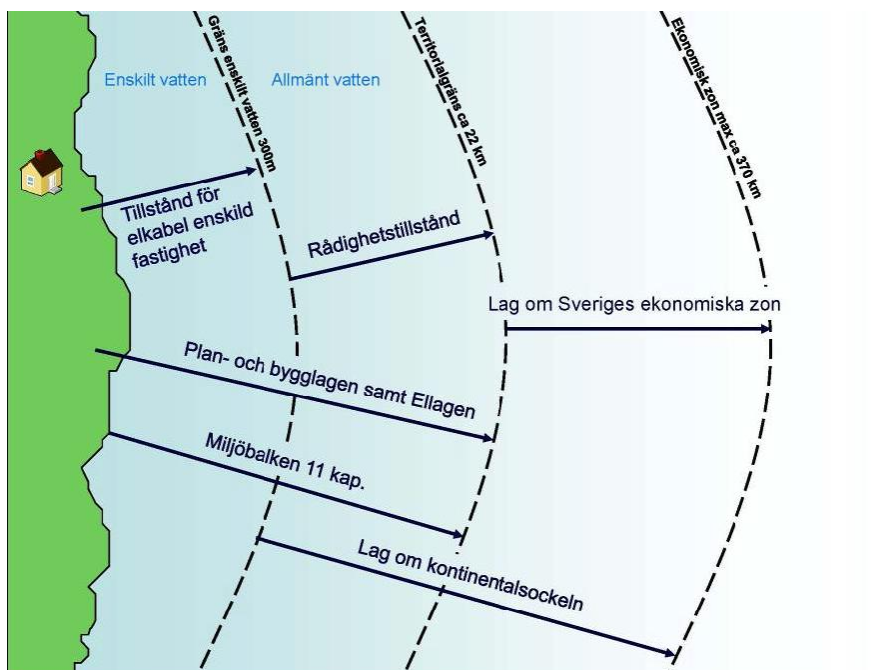 Gräns enskilt vatten 300m
Territorialgräns ca 22 km
Ekonomisk zon max ca 370 km
Enskilt vatten
Allmänt vatten
Tillstånd för
elkabel enskild
fastighet
Rådighetstillstånd
Lag om Sveriges ekonomiska zon
Plan- och bygglagen samt Ellagen
Miljöbalken 11 kap.
Lag om kontinentalsockeln